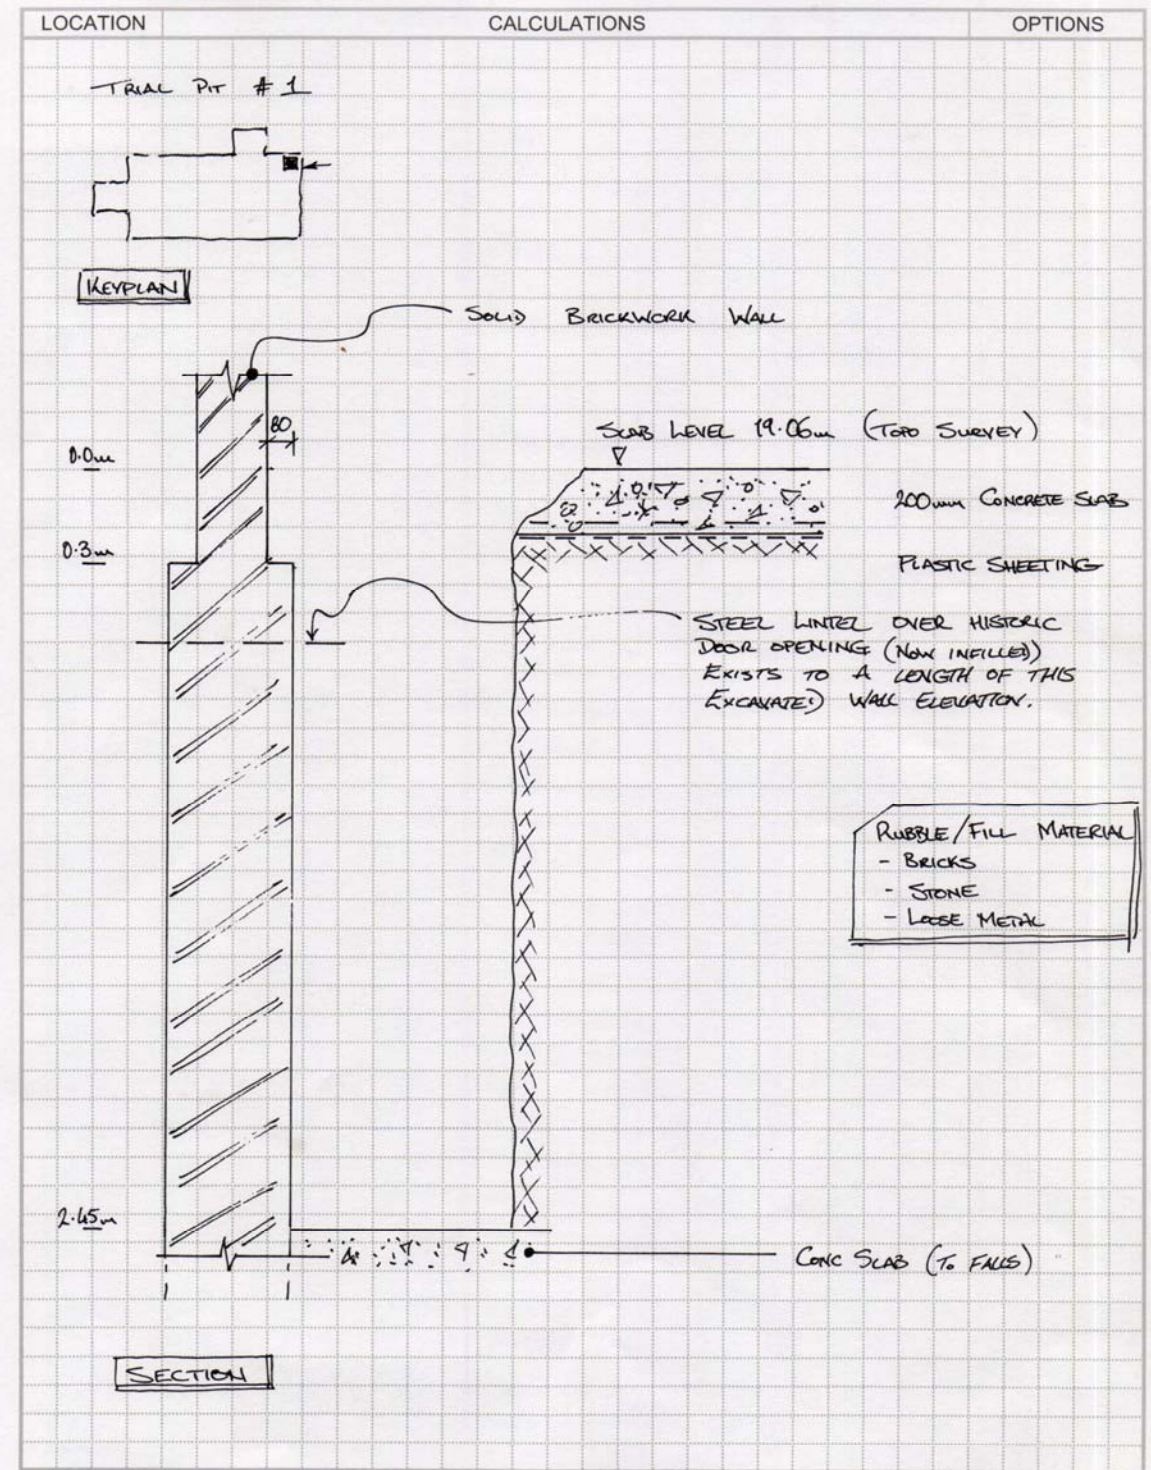 LOCATION
CALCULATIONS
OPTIONS
TRIAL PIT # 1
KEYPLAN
SOLID BRICKWORK WALL
80
0.0m
SLAB LEVEL 19.06m (TOPO SURVEY)
200mm CONCRETE SLAB
0.3m
PLASTIC SHEETING
STEEL LINTEL OVER HISTORIC
DOOR OPENING (NOW INFILLED)
EXISTS TO A LENGTH OF THIS
EXCAVATED WALL ELEVATION.
RUBBLE/FILL MATERIAL
- BRICKS
- STONE
- LOOSE METAL
2.45m
CONC SLAB (TO FALLS)
SECTION